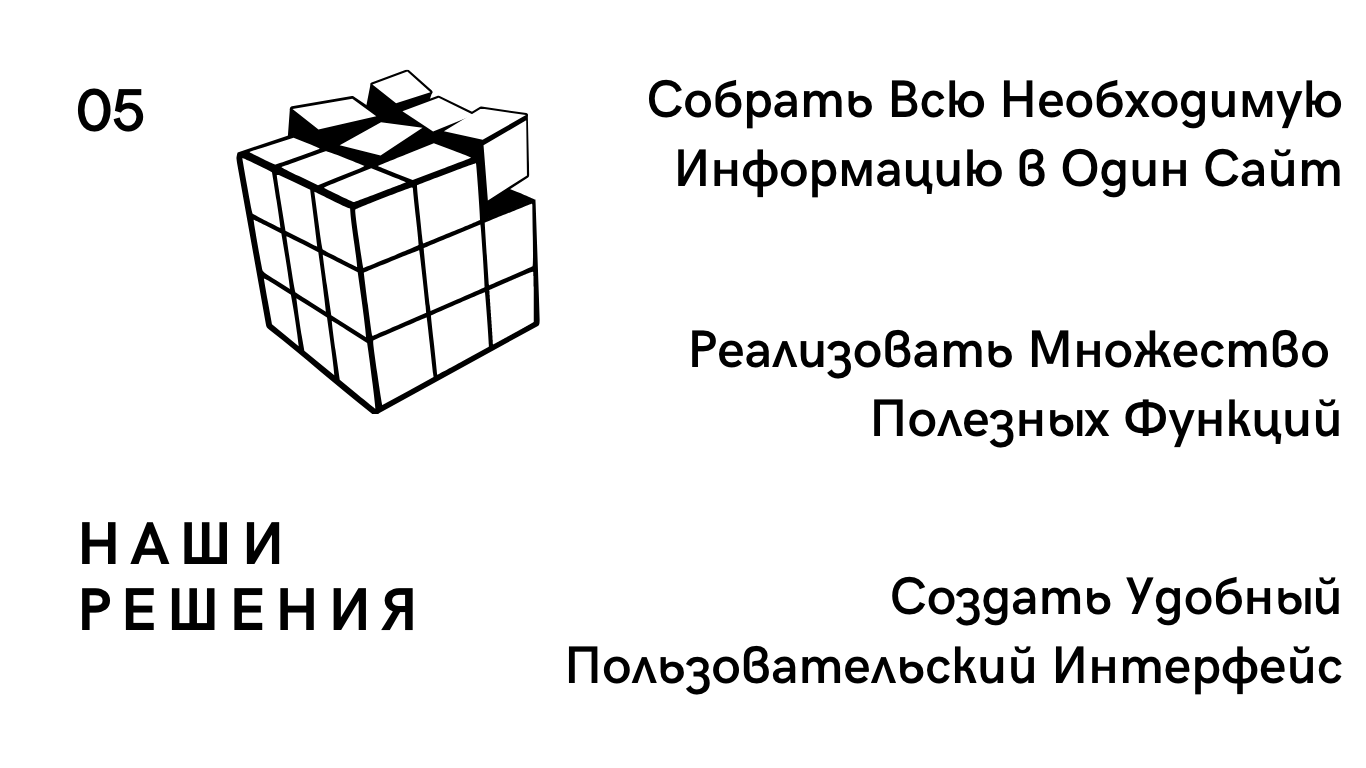 05
НАШИ
РЕШЕНИЯ
Собрать Всю Необходимую
Информацию в Один Сайт
Реализовать Множество
Полезных Функций
Создать Удобный
Пользовательский Интерфейс